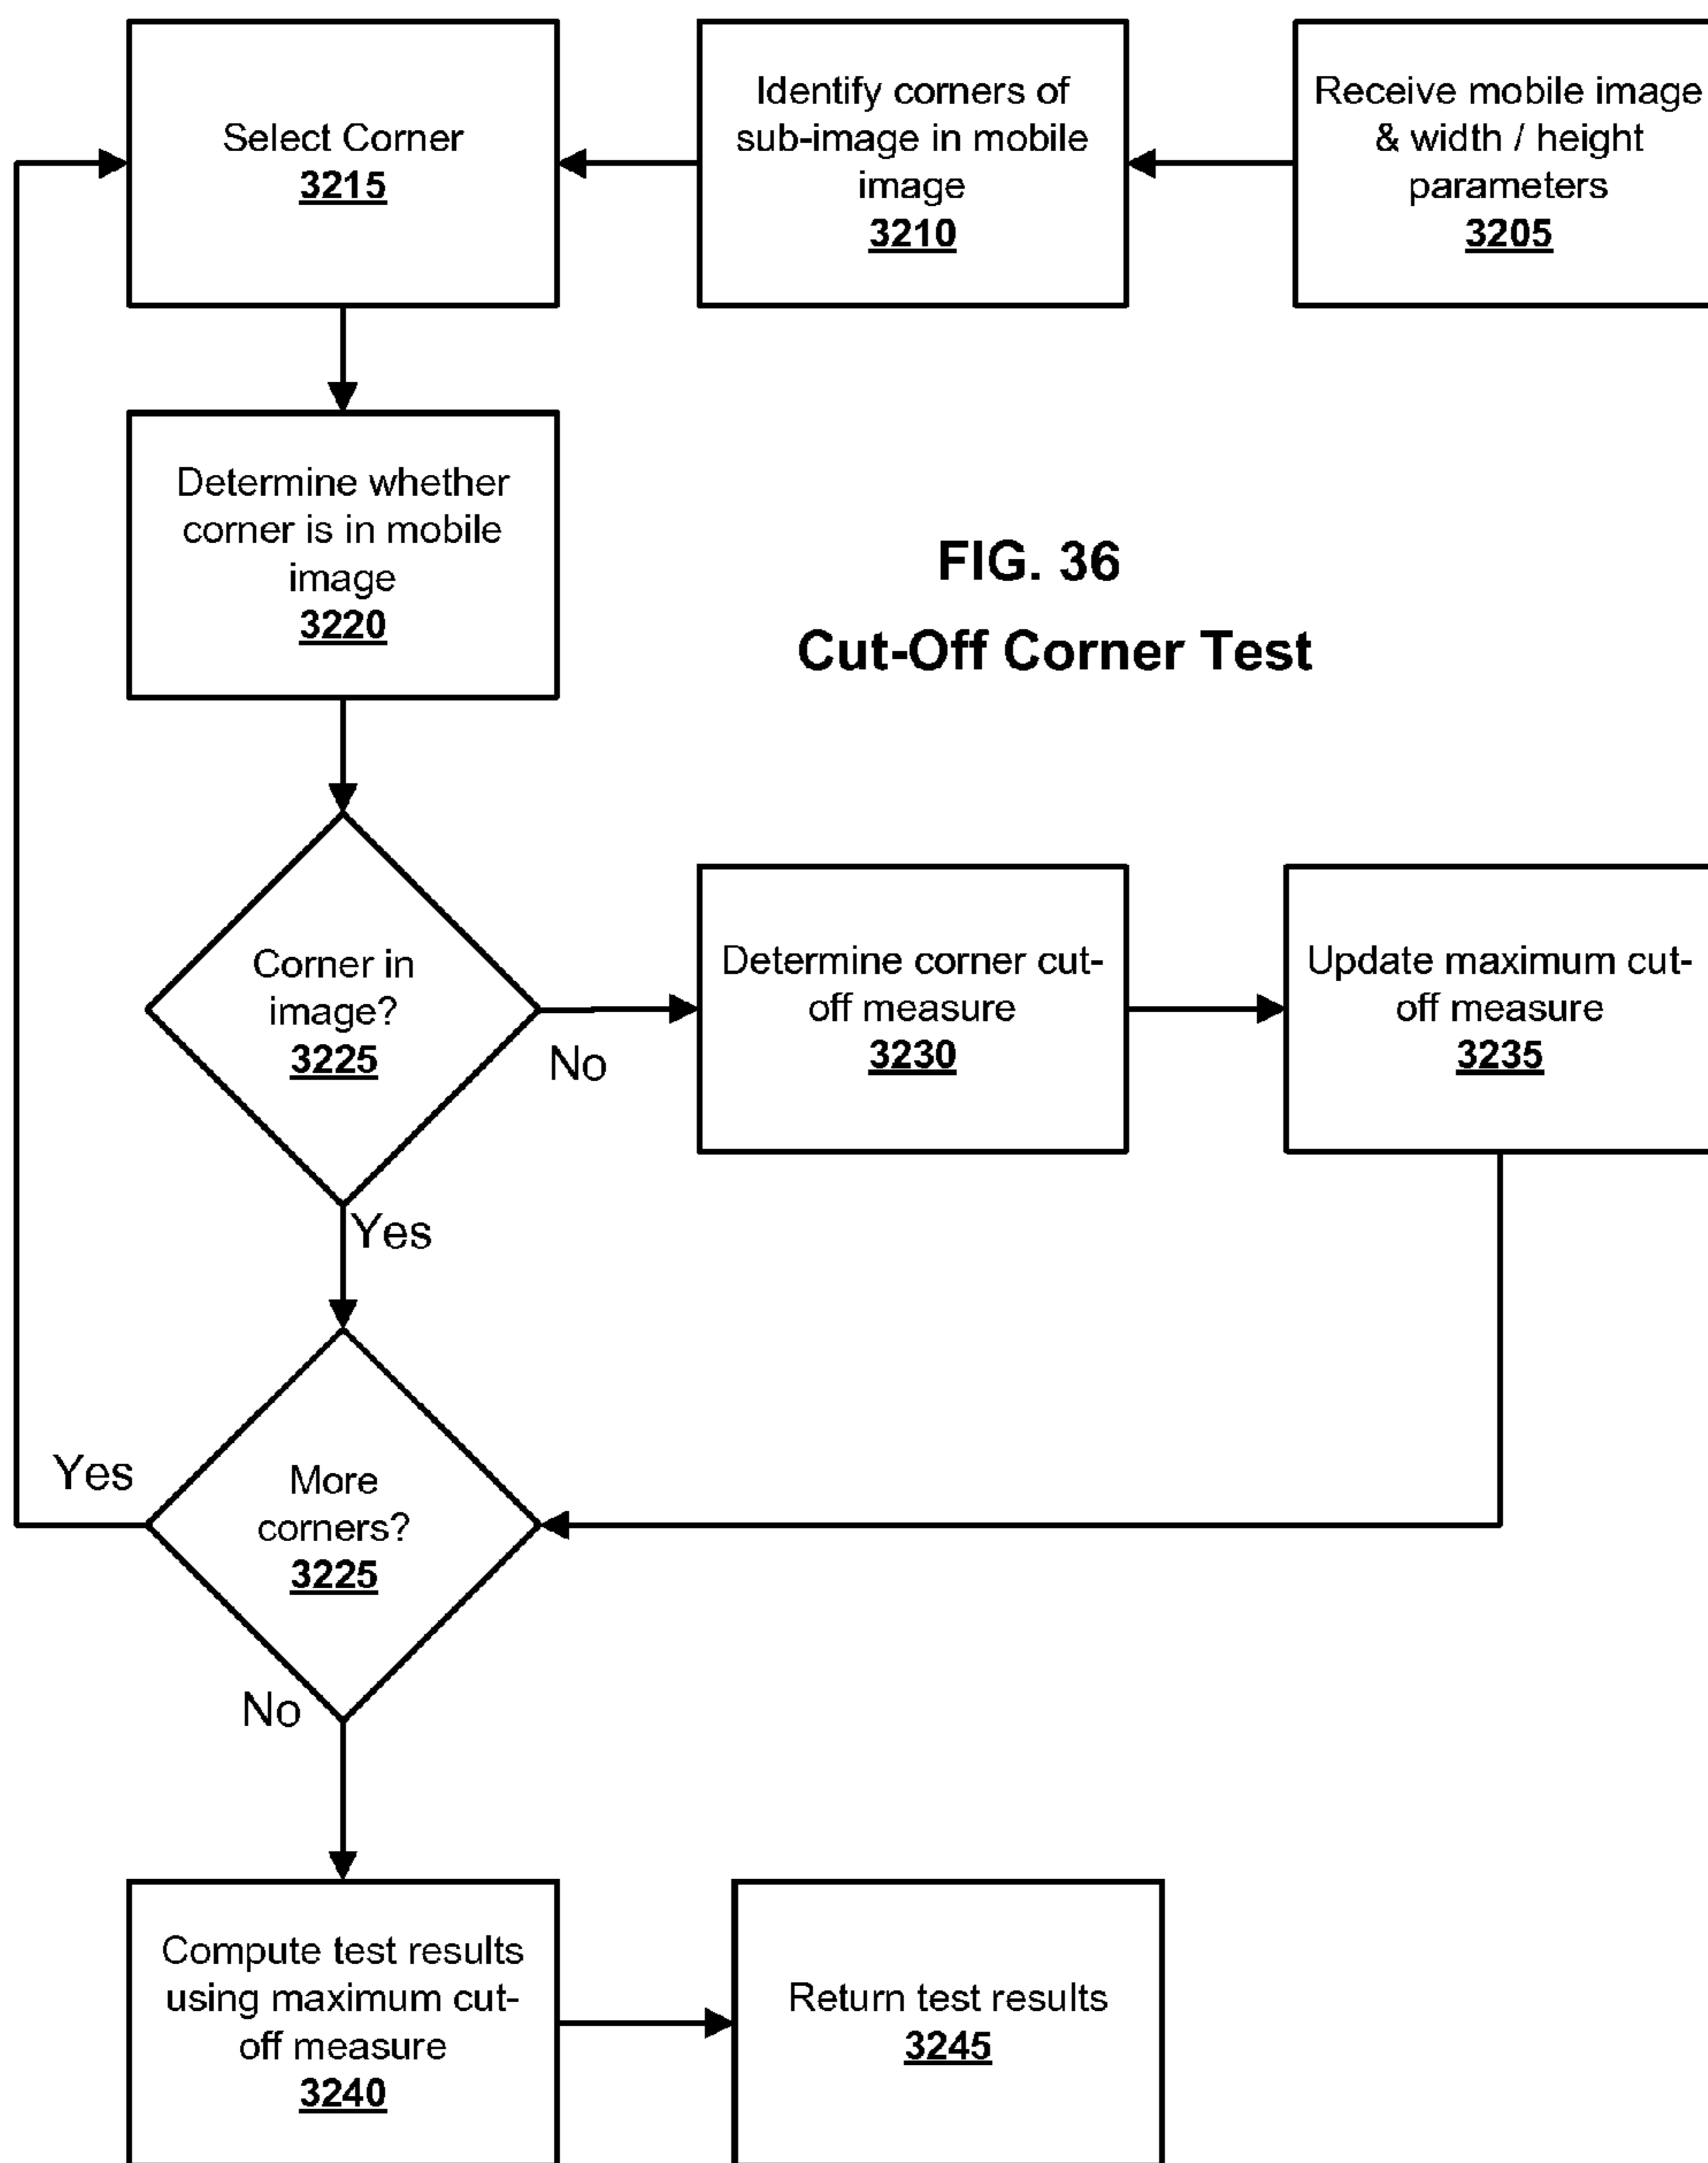 Select Corner
3215
Identify corners of
sub-image in mobile
image
3210
Receive mobile image
& width / height
parameters
3205
Determine whether
corner is in mobile
image
3220
FIG. 36
Cut-Off Corner Test
Corner in
image?
3225
No
Determine corner cut-
off measure
3230
Update maximum cut-
off measure
3235
Yes
Yes
More
corners?
3225
No
Compute test results
using maximum cut-
off measure
3240
Return test results
3245